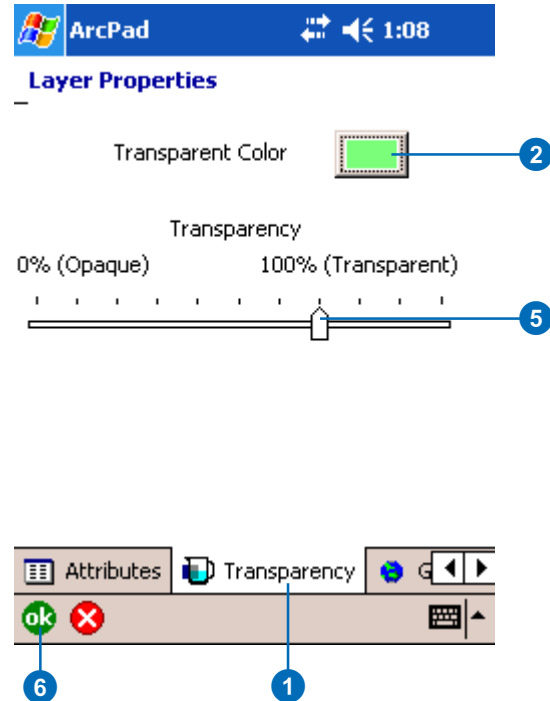 ArcPad 1:08
Layer Properties
Transparent Color
2
Transparency
0% (Opaque) 100% (Transparent)
5
Attributes Transparency G
ok
6 1